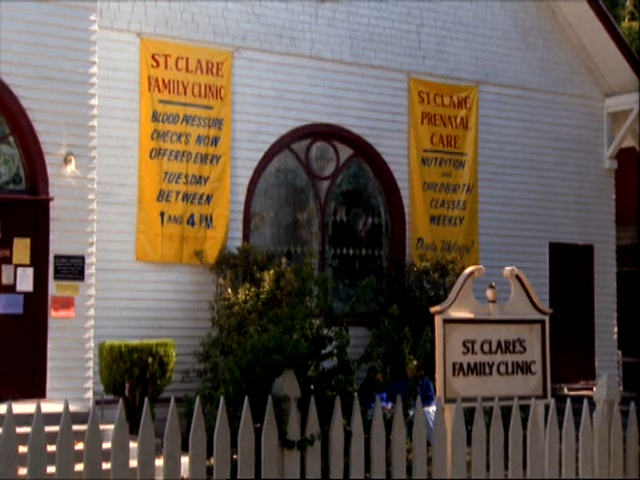 ST. CLARE
FAMILY CLINIC
BLOOD PRESSURE
CHECKS NOW
OFFERED EVERY
TUESDAY
BETWEEN
1 AND 4 PM.
ST CLARE
PRENATAL
CARE
NUTRITION
AND
CHILDBIRTH
CLASSES
WEEKLY
ST. CLARE'S
FAMILY CLINIC